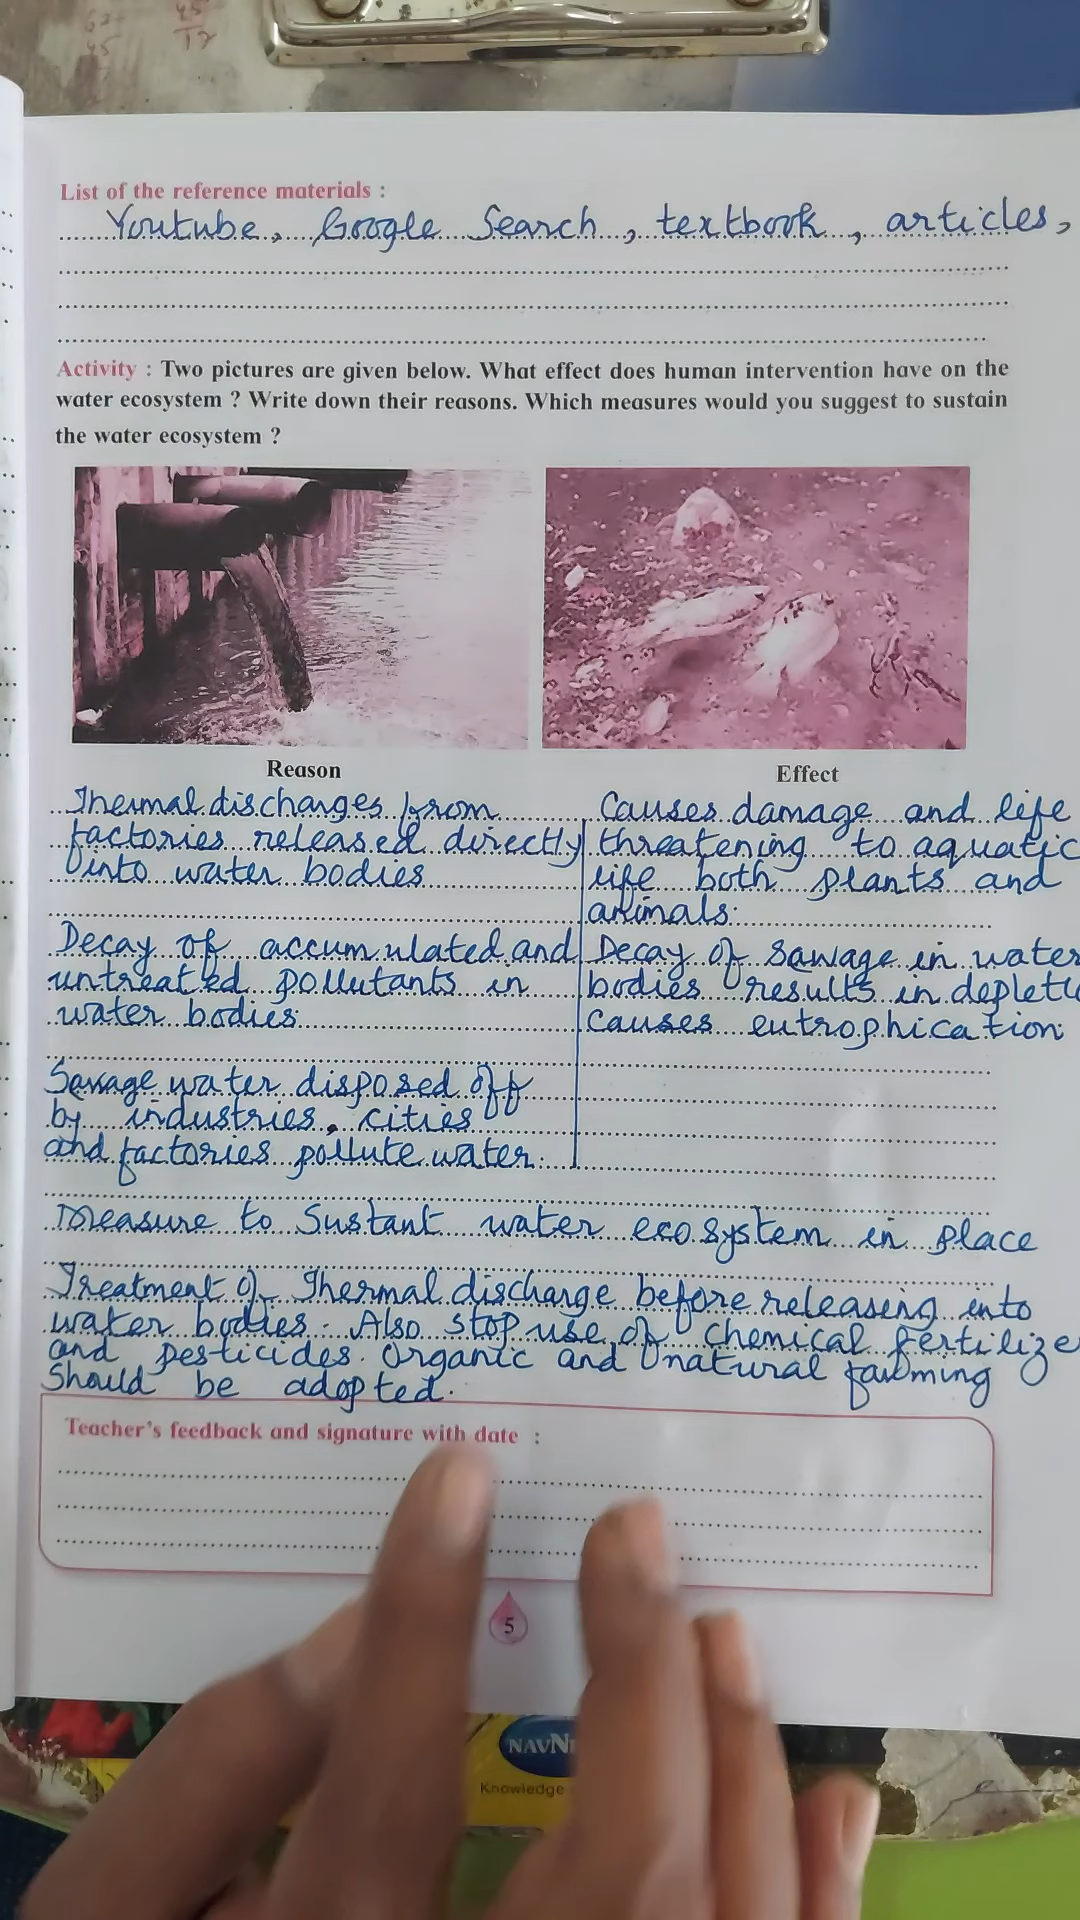 List of the reference materials :
Youtube, Google Search, textbook, articles,
Activity : Two pictures are given below. What effect does human intervention have on the
water ecosystem ? Write down their reasons. Which measures would you suggest to sustain
the water ecosystem ?
Reason
Thermal discharges from
factories released directly
into water bodies
Decay of accumulated and
untreated pollutants in
water bodies
Sawage water disposed off
by industries, cities
and factories pollute water.
Effect
Causes damage and life
threatening to aquatic
life both plants and
animals.
Decay of Sawage in water
bodies results in
causes eutrophication
Measure to Sustant water ecosystem in place
Treatment of Thermal discharge before releasing into
water bodies. Also stop use of chemical
and pesticides. Organic and natural farming
Should be adopted.
Teacher's feedback and signature with date :
5
Knowledge